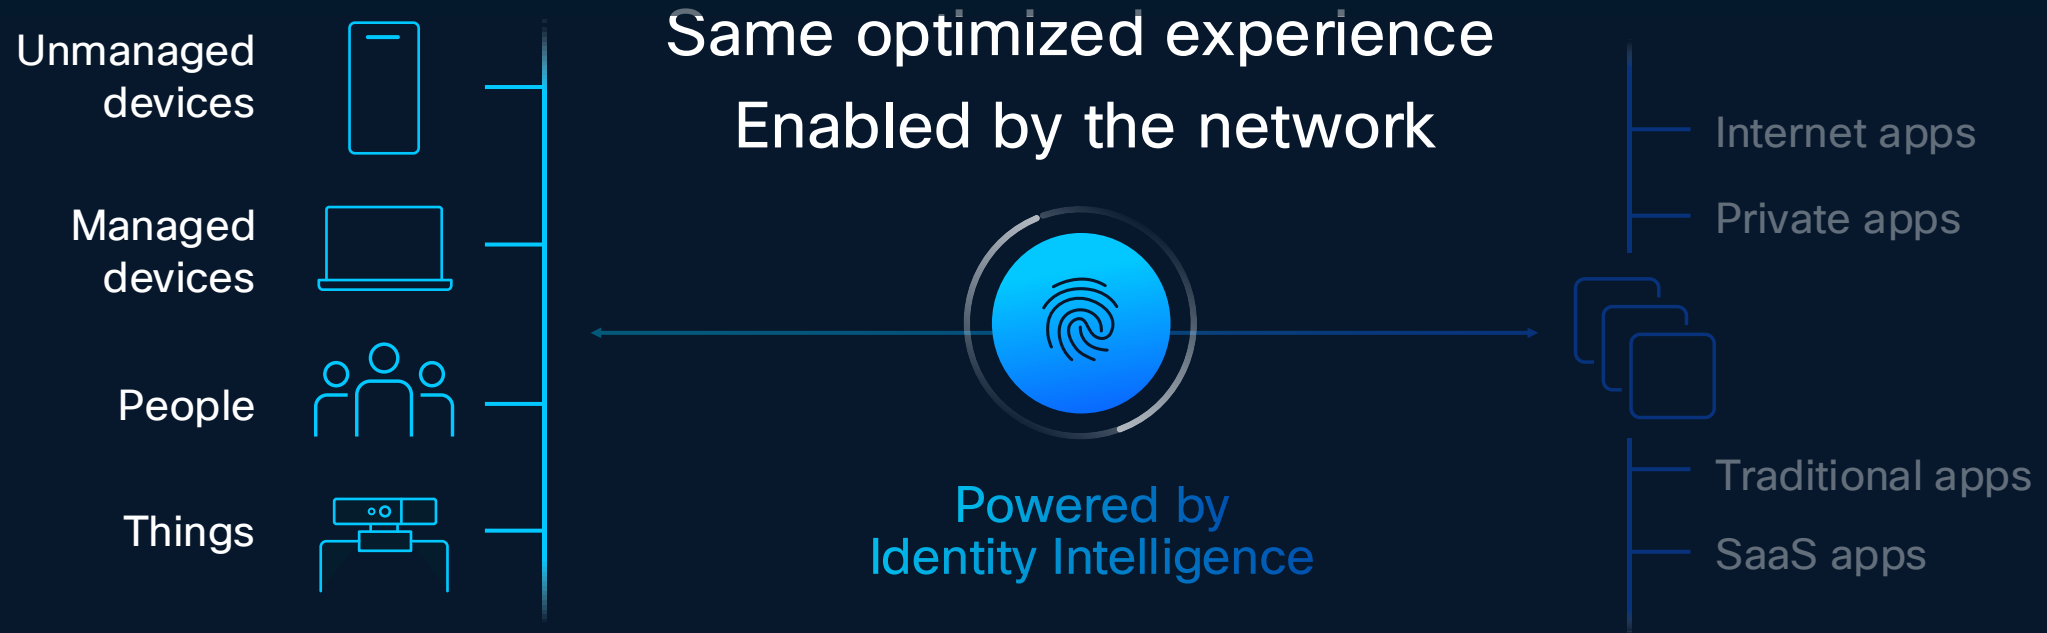 Unmanaged
devices
Managed
devices
People
Things
Same optimized experience
Enabled by the network
Powered by
Identity Intelligence
Internet apps
Private apps
Traditional apps
SaaS apps